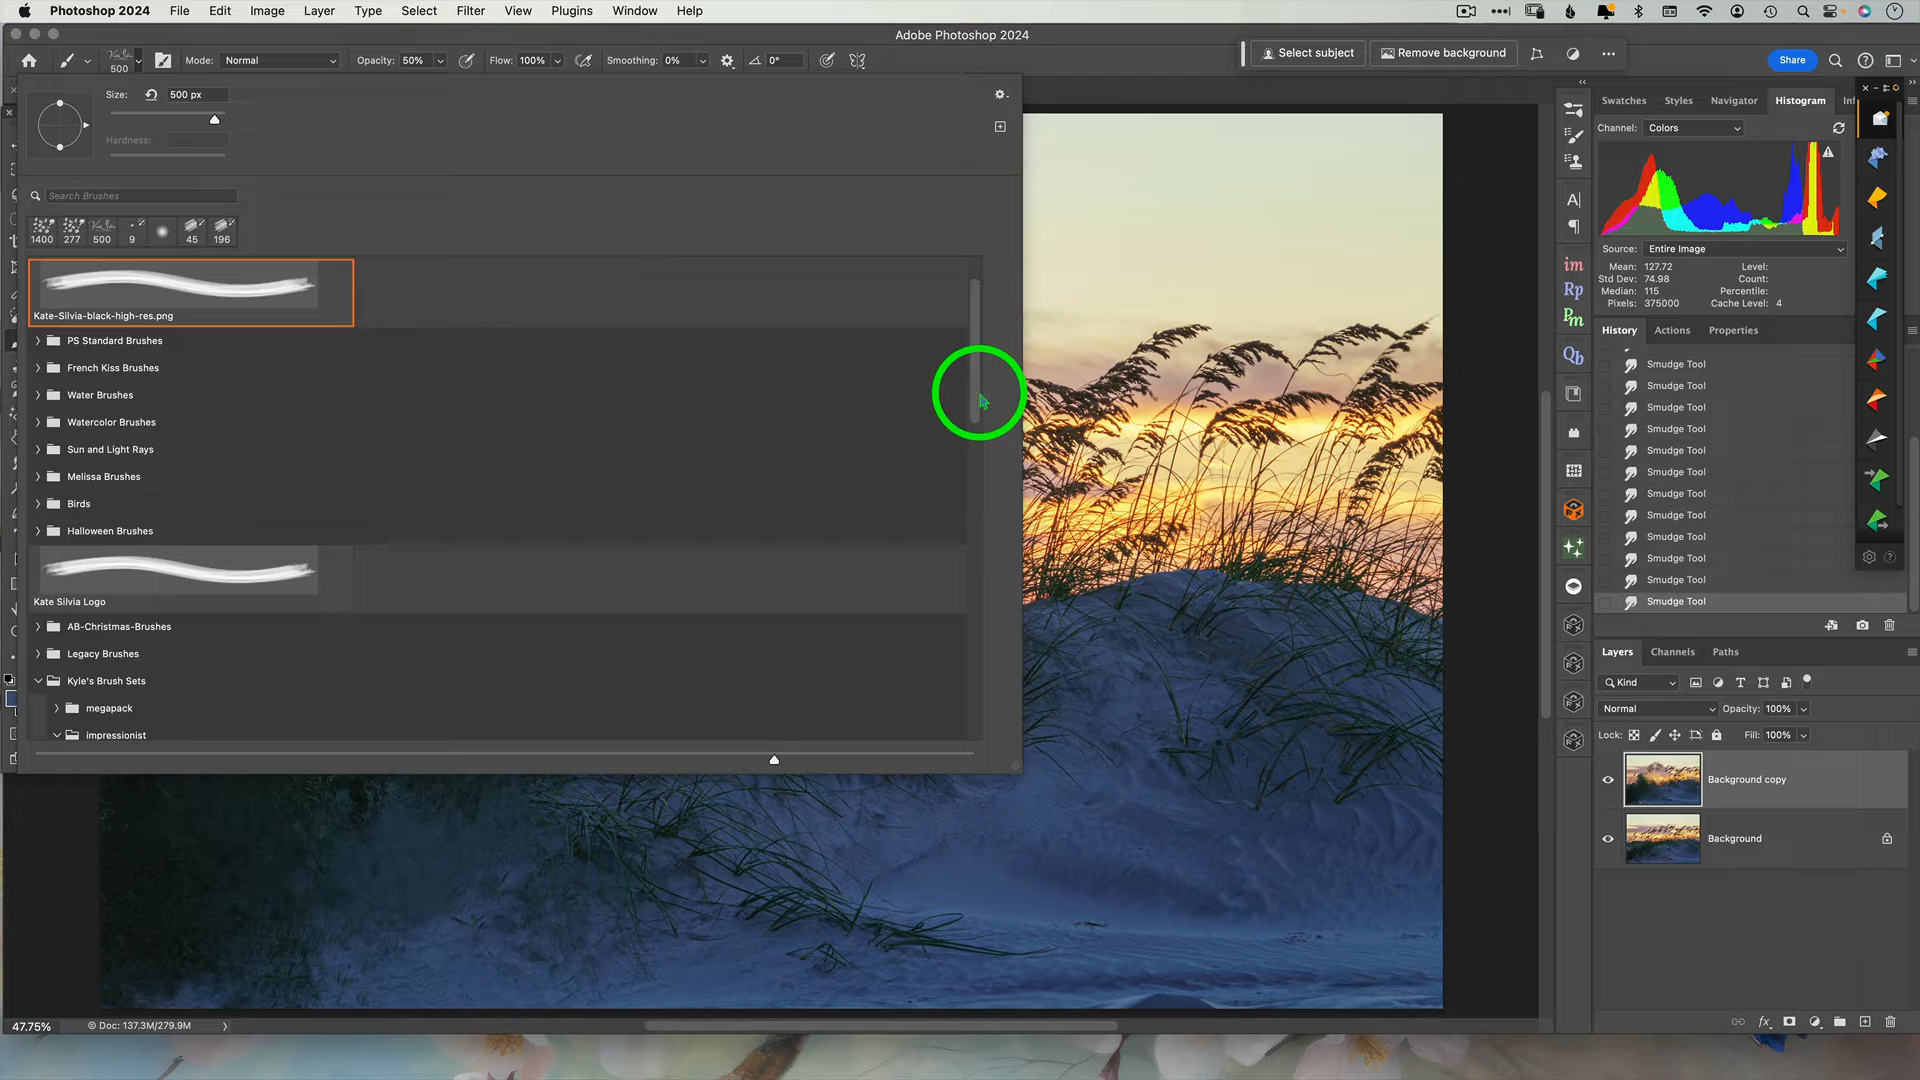 Photoshop 2024 File Edit Image Layer Type Select Filter View Plugins Window Help
Adobe Photoshop 2024
500 Mode: Normal Opacity: 50% Flow: 100% Smoothing: 0% 0° Select subject Remove background Share
Size: 500 px
Hardness:
Search Brushes
1400 277 500 9 45 196
Kate-Silvia-black-high-res.png
PS Standard Brushes
French Kiss Brushes
Water Brushes
Watercolor Brushes
Sun and Light Rays
Melissa Brushes
Birds
Halloween Brushes
Kate Silvia Logo
AB-Christmas-Brushes
Legacy Brushes
Kyle's Brush Sets
megapack
impressionist
47.75% © Doc: 137.3M/279.9M
im
Rp
Pm
Qb
Swatches Styles Navigator Histogram
Channel: Colors
Source: Entire Image
Mean: 127.72 Level:
Std Dev: 74.98 Count:
Median: 115 Percentile:
Pixels: 375000 Cache Level: 4
History Actions Properties
Smudge Tool
Smudge Tool
Smudge Tool
Smudge Tool
Smudge Tool
Smudge Tool
Smudge Tool
Smudge Tool
Smudge Tool
Smudge Tool
Smudge Tool
Smudge Tool
Layers Channels Paths
Kind
Normal Opacity: 100%
Lock: Fill: 100%
Background copy
Background
fx